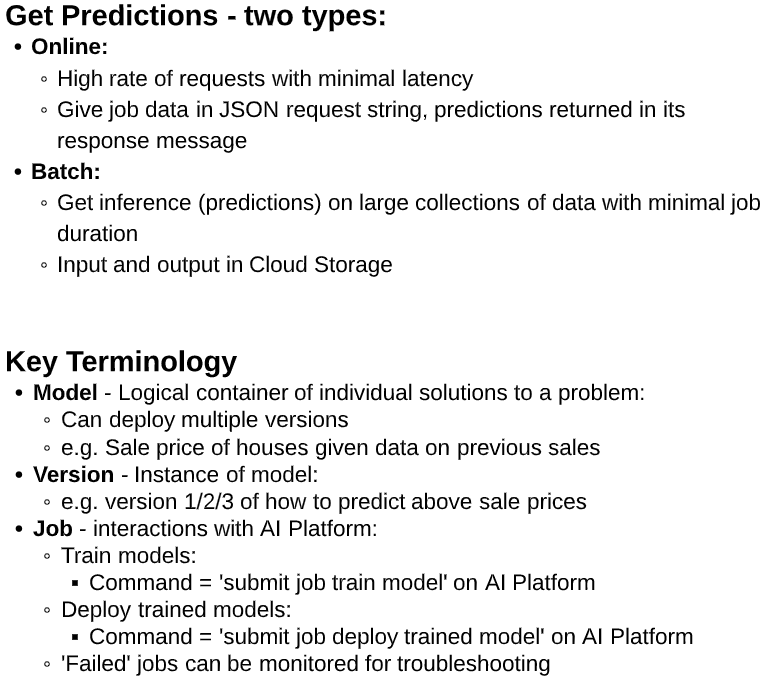 Get Predictions - two types:
• Online:
◦ High rate of requests with minimal latency
◦ Give job data in JSON request string, predictions returned in its
response message
• Batch:
◦ Get inference (predictions) on large collections of data with minimal job
duration
◦ Input and output in Cloud Storage
Key Terminology
• Model - Logical container of individual solutions to a problem:
◦ Can deploy multiple versions
◦ e.g. Sale price of houses given data on previous sales
• Version - Instance of model:
◦ e.g. version 1/2/3 of how to predict above sale prices
• Job - interactions with AI Platform:
◦ Train models:
▪ Command = 'submit job train model' on AI Platform
◦ Deploy trained models:
▪ Command = 'submit job deploy trained model' on AI Platform
◦ 'Failed' jobs can be monitored for troubleshooting